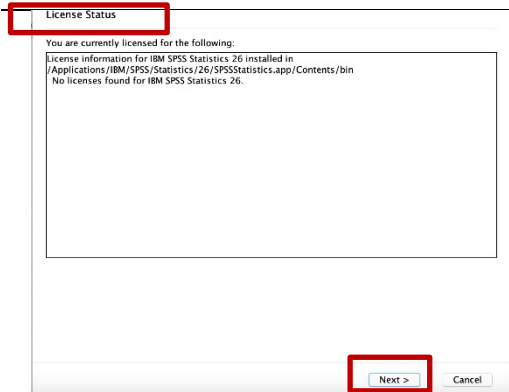 License Status
You are currently licensed for the following:
License information for IBM SPSS Statistics 26 installed in
/Applications/IBM/SPSS/Statistics/26/SPSSStatistics.app/Contents/bin
No licenses found for IBM SPSS Statistics 26.
Next >
Cancel